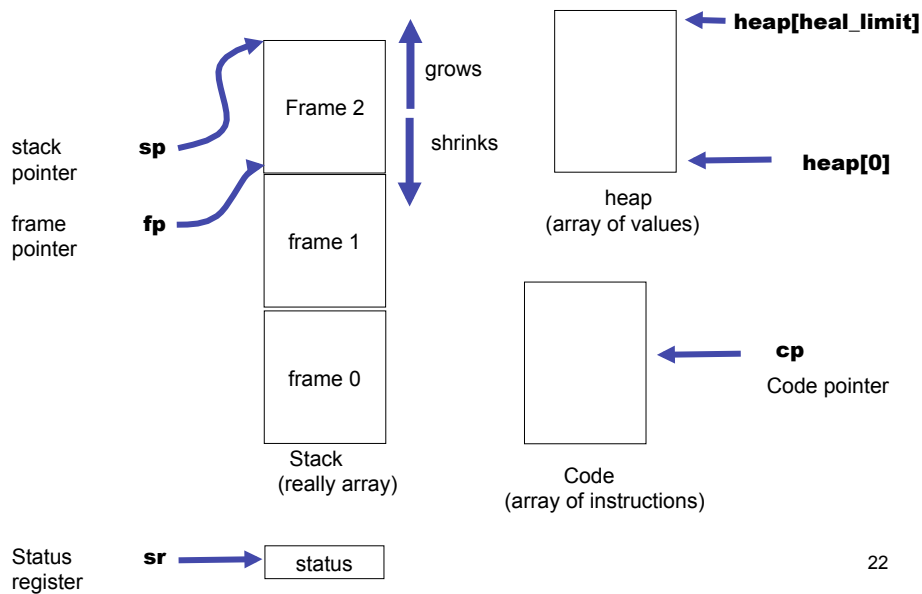 heap[heal_limit]
grows
Frame 2
shrinks
stack
pointer
sp
heap[0]
heap
(array of values)
frame
pointer
fp
frame 1
cp
Code pointer
frame 0
Stack
(really array)
Code
(array of instructions)
Status
register
sr
status
22